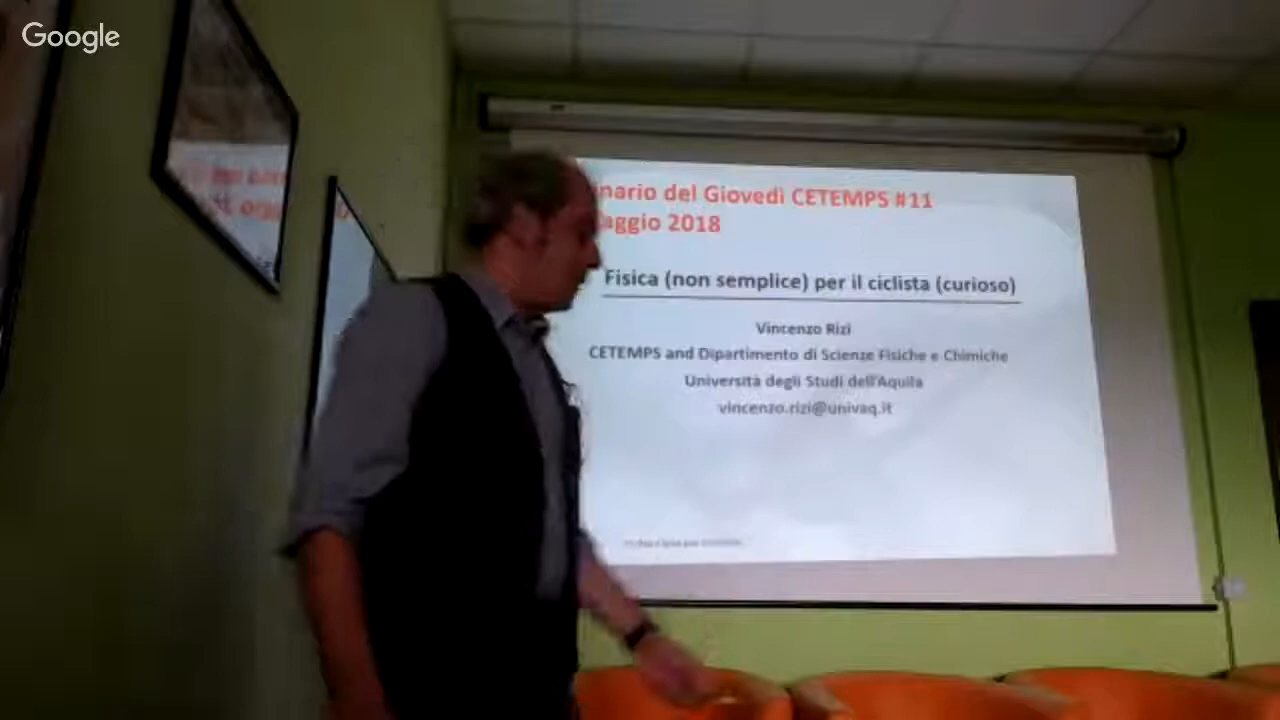 Google
nario del Giovedì CETEMPS #11
aggio 2018
Fisica (non semplice) per il ciclista (curioso)
Vincenzo Rizi
CETEMPS and Dipartimento di Scienze Fisiche e Chimiche
Università degli Studi dell'Aquila
vincenzo.rizi@univaq.it